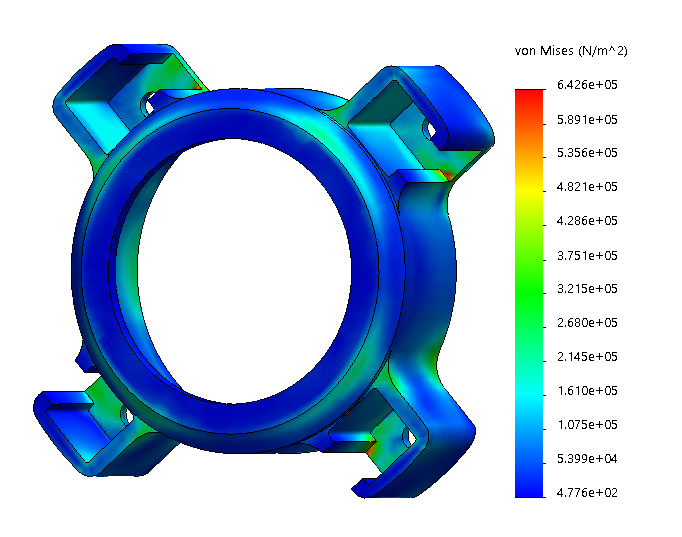 von Mises (N/m^2)
6.426e+05
5.891e+05
5.356e+05
4.821e+05
4.286e+05
3.751e+05
3.215e+05
2.680e+05
2.145e+05
1.610e+05
1.075e+05
5.399e+04
4.776e+02